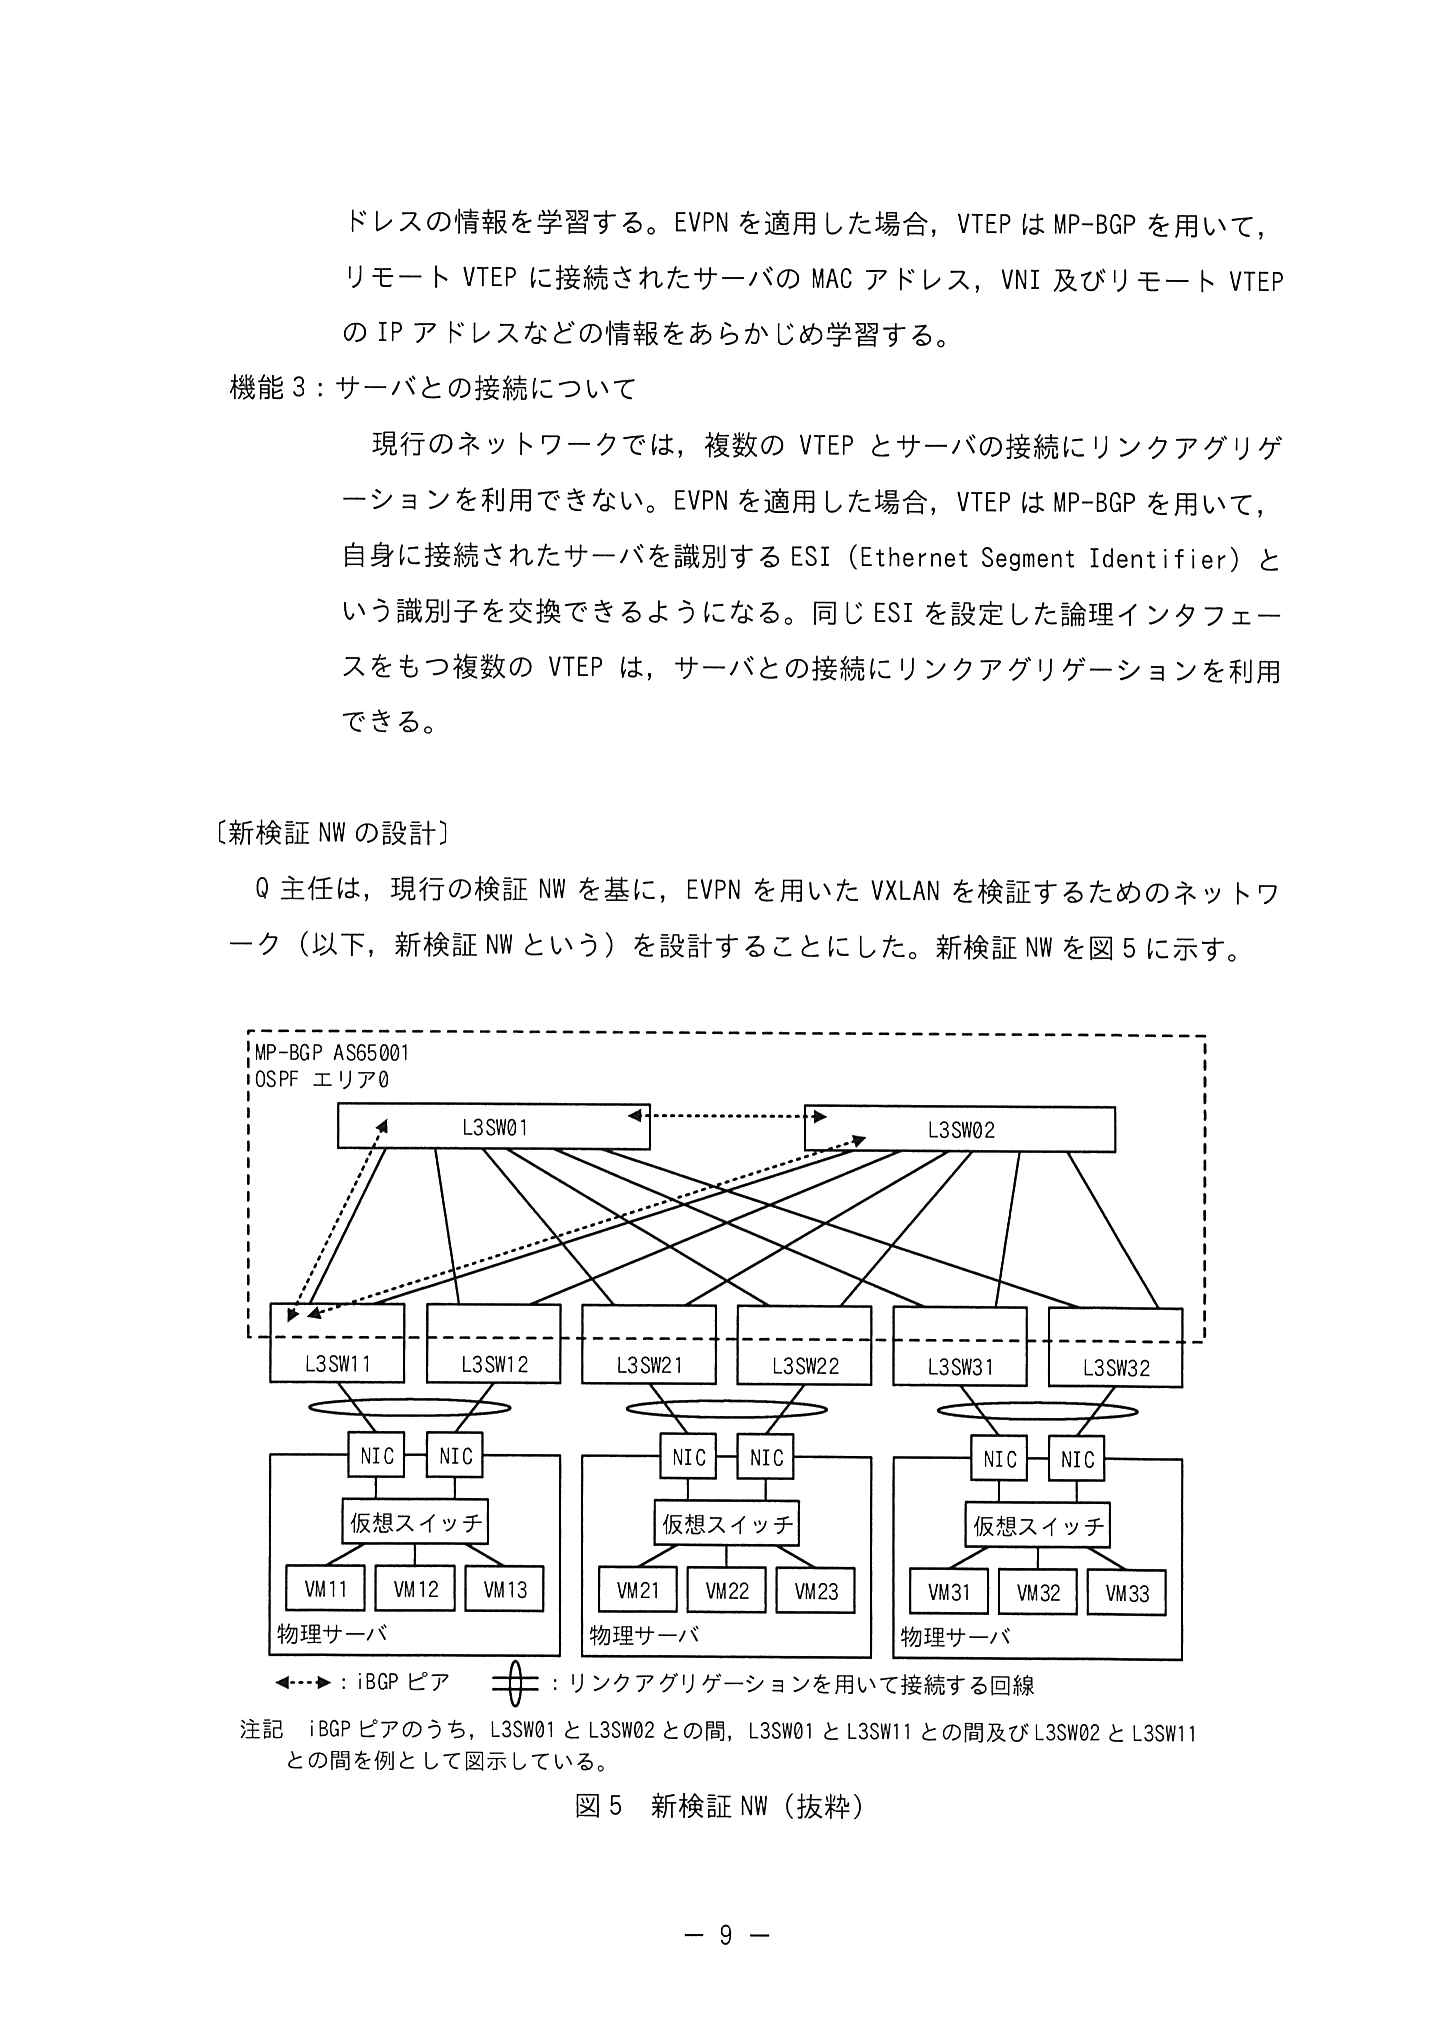 ドレスの情報を学習する。EVPN を適用した場合，VTEP は MP-BGP を用いて，
リモート VTEP に接続されたサーバの MAC アドレス，VNI 及びリモート VTEP
の IP アドレスなどの情報をあらかじめ学習する。
機能 3：サーバとの接続について
現行のネットワークでは，複数の VTEP とサーバの接続にリンクアグリゲ
ーションを利用できない。EVPN を適用した場合，VTEP は MP-BGP を用いて，
自身に接続されたサーバを識別する ESI（Ethernet Segment Identifier）と
いう識別子を交換できるようになる。同じ ESI を設定した論理インタフェー
スをもつ複数の VTEP は，サーバとの接続にリンクアグリゲーションを利用
できる。
〔新検証 NW の設計〕
Q 主任は，現行の検証 NW を基に，EVPN を用いた VXLAN を検証するためのネットワ
ーク（以下，新検証 NW という）を設計することにした。新検証 NW を図 5 に示す。
MP-BGP AS65001
OSPF エリア0
L3SW01 L3SW02
L3SW11 L3SW12 L3SW21 L3SW22 L3SW31 L3SW32
NIC NIC NIC NIC NIC NIC
仮想スイッチ 仮想スイッチ 仮想スイッチ
VM11 VM12 VM13 VM21 VM22 VM23 VM31 VM32 VM33
物理サーバ 物理サーバ 物理サーバ
：iBGP ピア ：リンクアグリゲーションを用いて接続する回線
注記 iBGP ピアのうち，L3SW01 と L3SW02 との間，L3SW01 と L3SW11 との間及び L3SW02 と L3SW11
との間を例として図示している。
図 5 新検証 NW（抜粋）
－ 9 －